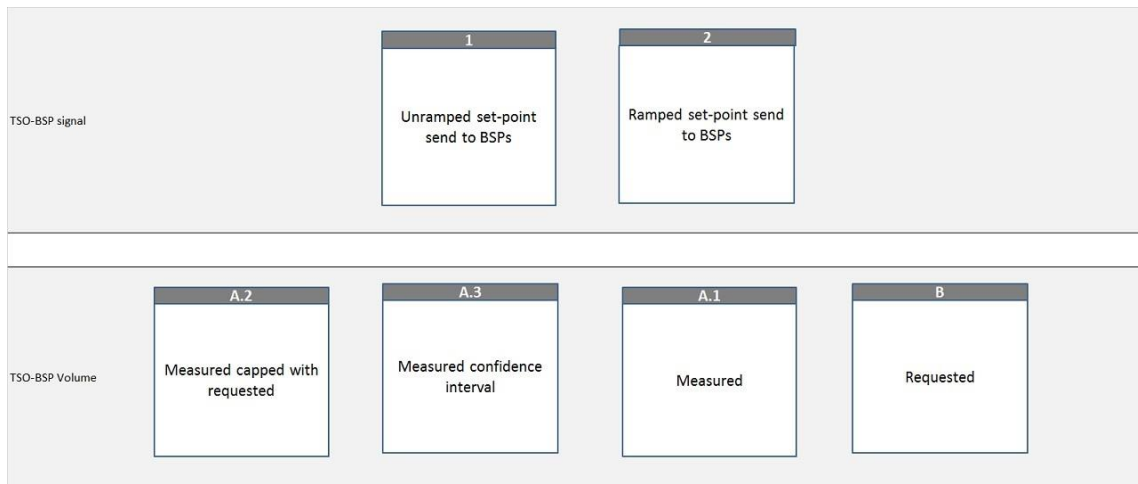 1
2
TSO-BSP signal
Unramped set-point
send to BSPs
Ramped set-point send
to BSPs
A.2
A.3
A.1
B
TSO-BSP Volume
Measured capped with
requested
Measured confidence
interval
Measured
Requested